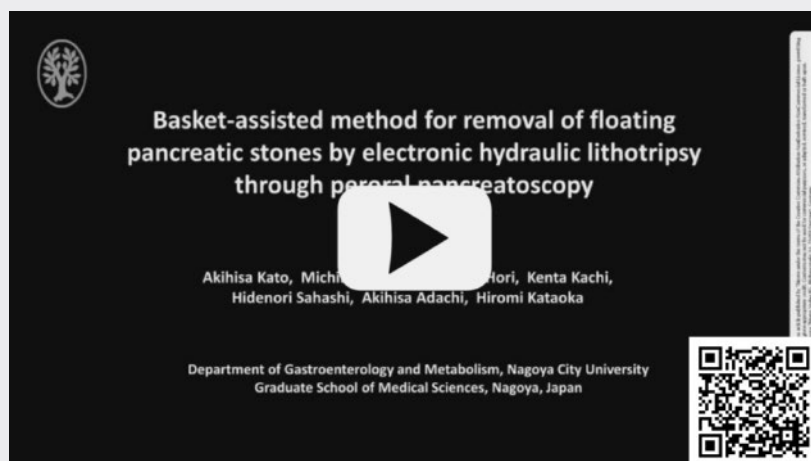 Basket-assisted method for removal of floating
pancreatic stones by electronic hydraulic lithotripsy
through peroral pancreatoscopy
Akihisa Kato, Michi Hori, Kenta Kachi,
Hidenori Sahashi, Akihisa Adachi, Hiromi Kataoka
Department of Gastroenterology and Metabolism, Nagoya City University
Graduate School of Medical Sciences, Nagoya, Japan